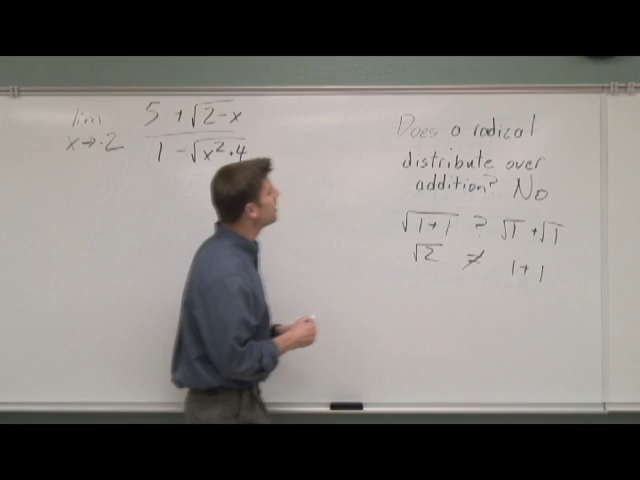 lim 5 + √2-x
x→-2 1 - √x²-4
Does a radical
distribute over
addition? No
√1+1 ? √1 + √1
√2 ≠ 1+1